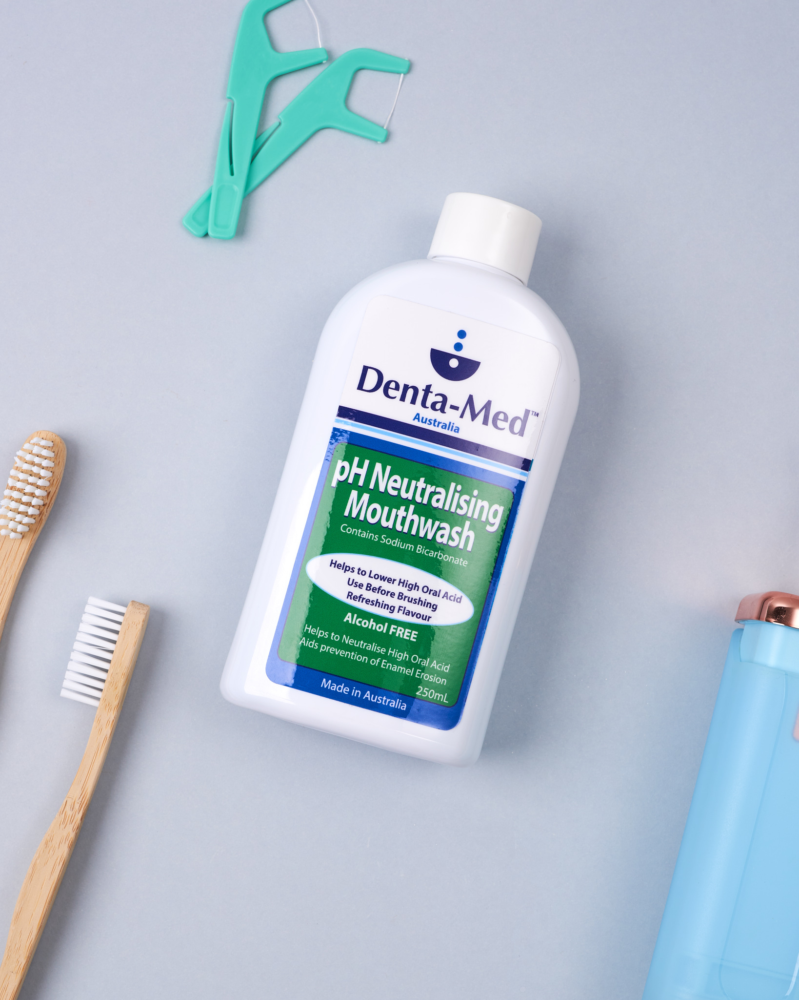 Denta-Med™
Australia
pH Neutralising
Mouthwash
Contains Sodium Bicarbonate
Helps to Lower High Oral Acid
Use Before Brushing
Refreshing Flavour
Alcohol FREE
Helps to Neutralise High Oral Acid
Aids prevention of Enamel Erosion
250mL
Made in Australia